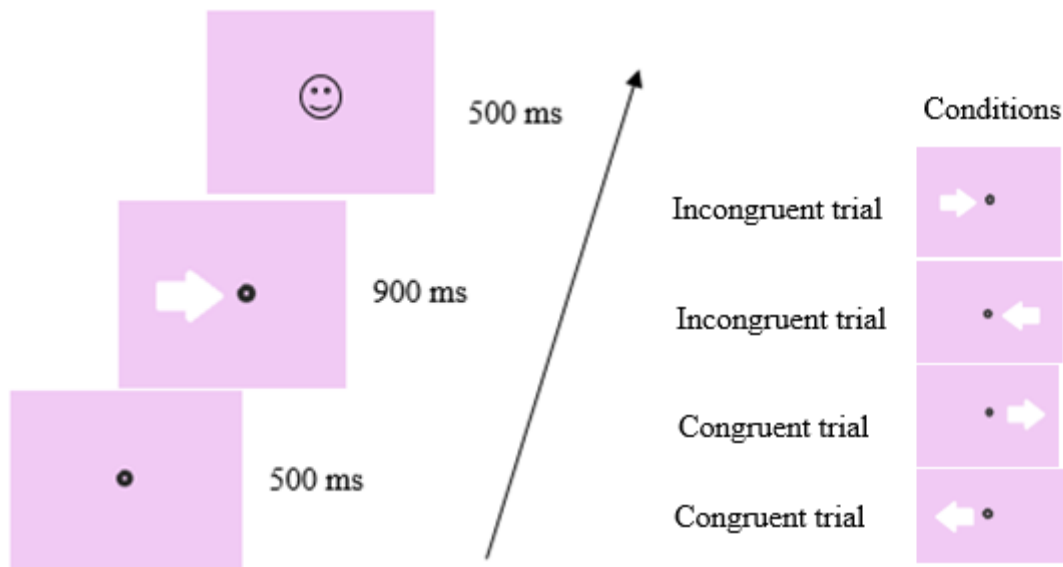 500 ms
900 ms
500 ms
Conditions
Incongruent trial
Incongruent trial
Congruent trial
Congruent trial